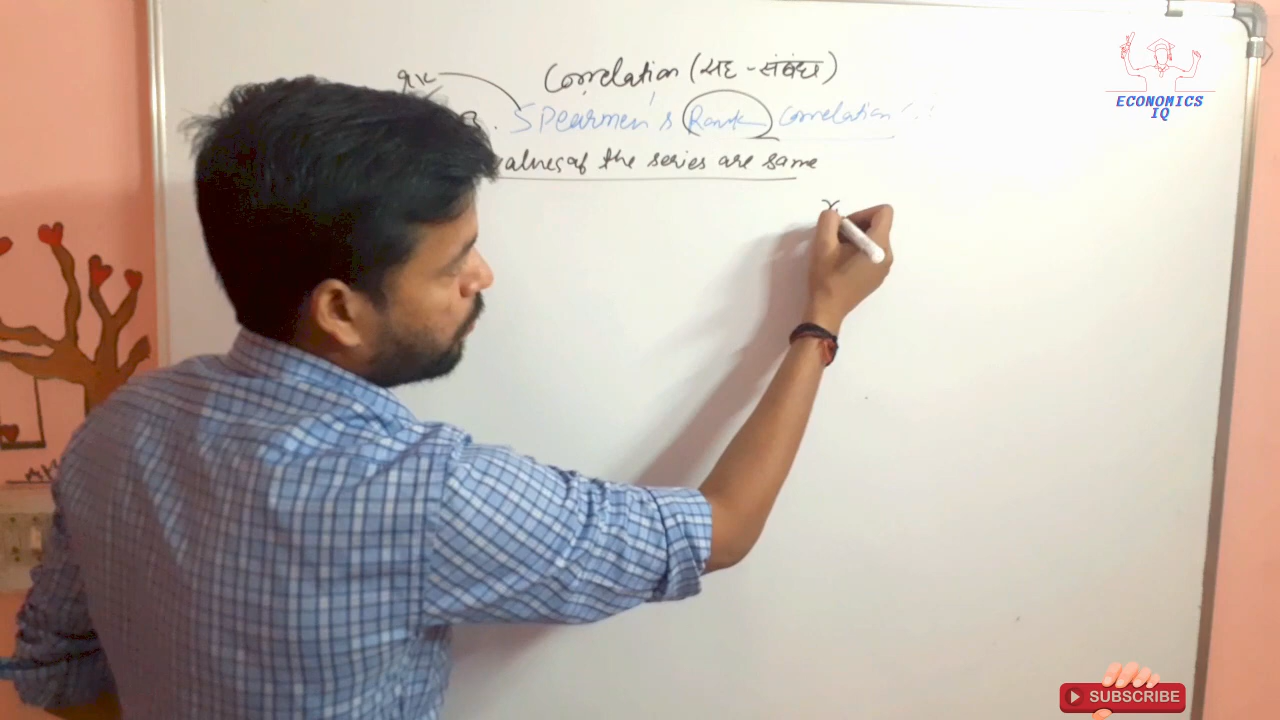 Correlation (सह-संबंध)
Spearmen's Rank Correlation:
values of the series are same
x
ECONOMICS
IQ
SUBSCRIBE